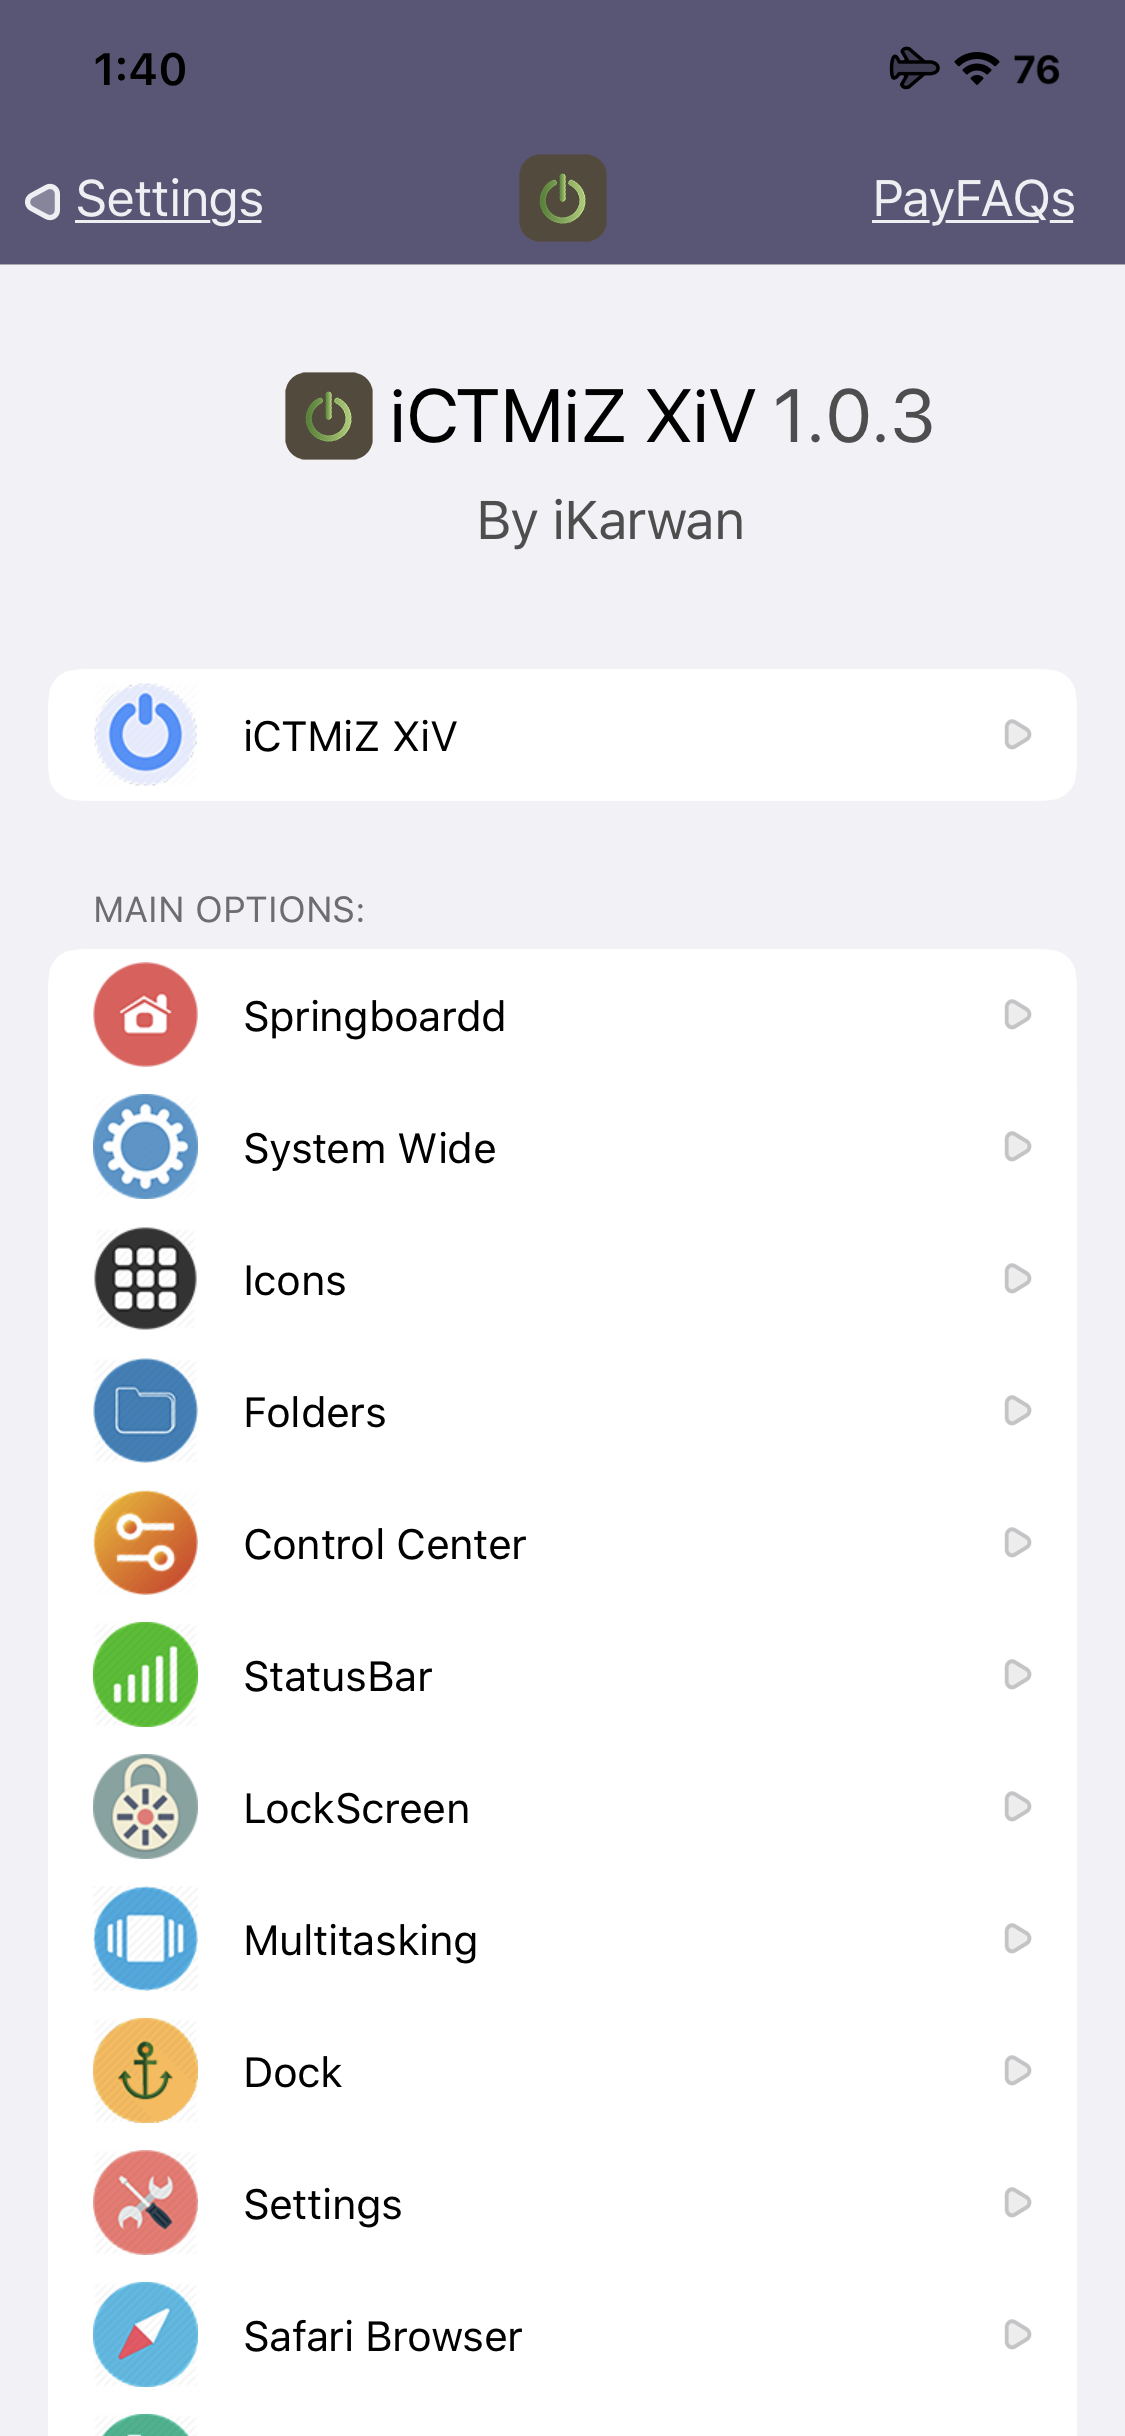 1:40
76
Settings
PayFAQs
iCTMiZ XiV 1.0.3
By iKarwan
iCTMiZ XiV
MAIN OPTIONS:
Springboardd
System Wide
Icons
Folders
Control Center
StatusBar
LockScreen
Multitasking
Dock
Settings
Safari Browser